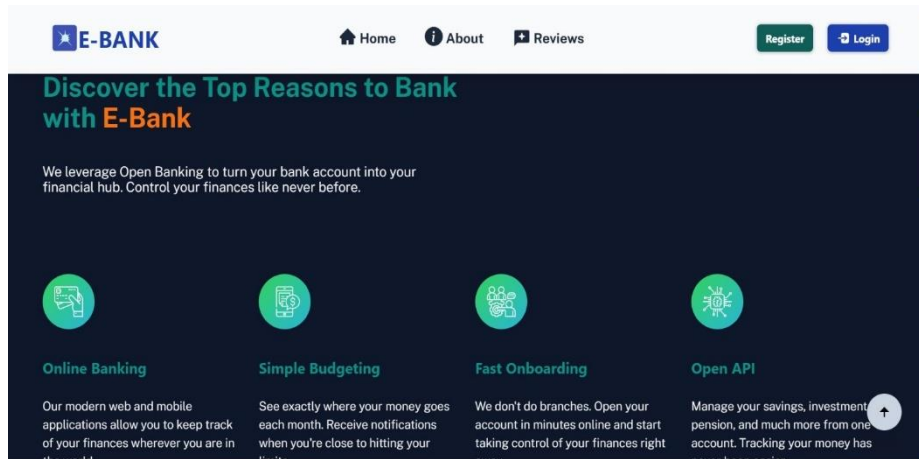 E-BANK
Home
About
Reviews
Register
Login
Discover the Top Reasons to Bank
with E-Bank
We leverage Open Banking to turn your bank account into your
financial hub. Control your finances like never before.
Online Banking
Our modern web and mobile
applications allow you to keep track
of your finances wherever you are in
Simple Budgeting
See exactly where your money goes
each month. Receive notifications
when you're close to hitting your
Fast Onboarding
We don't do branches. Open your
account in minutes online and start
taking control of your finances right
Open API
Manage your savings, investment
pension, and much more from one
account. Tracking your money has